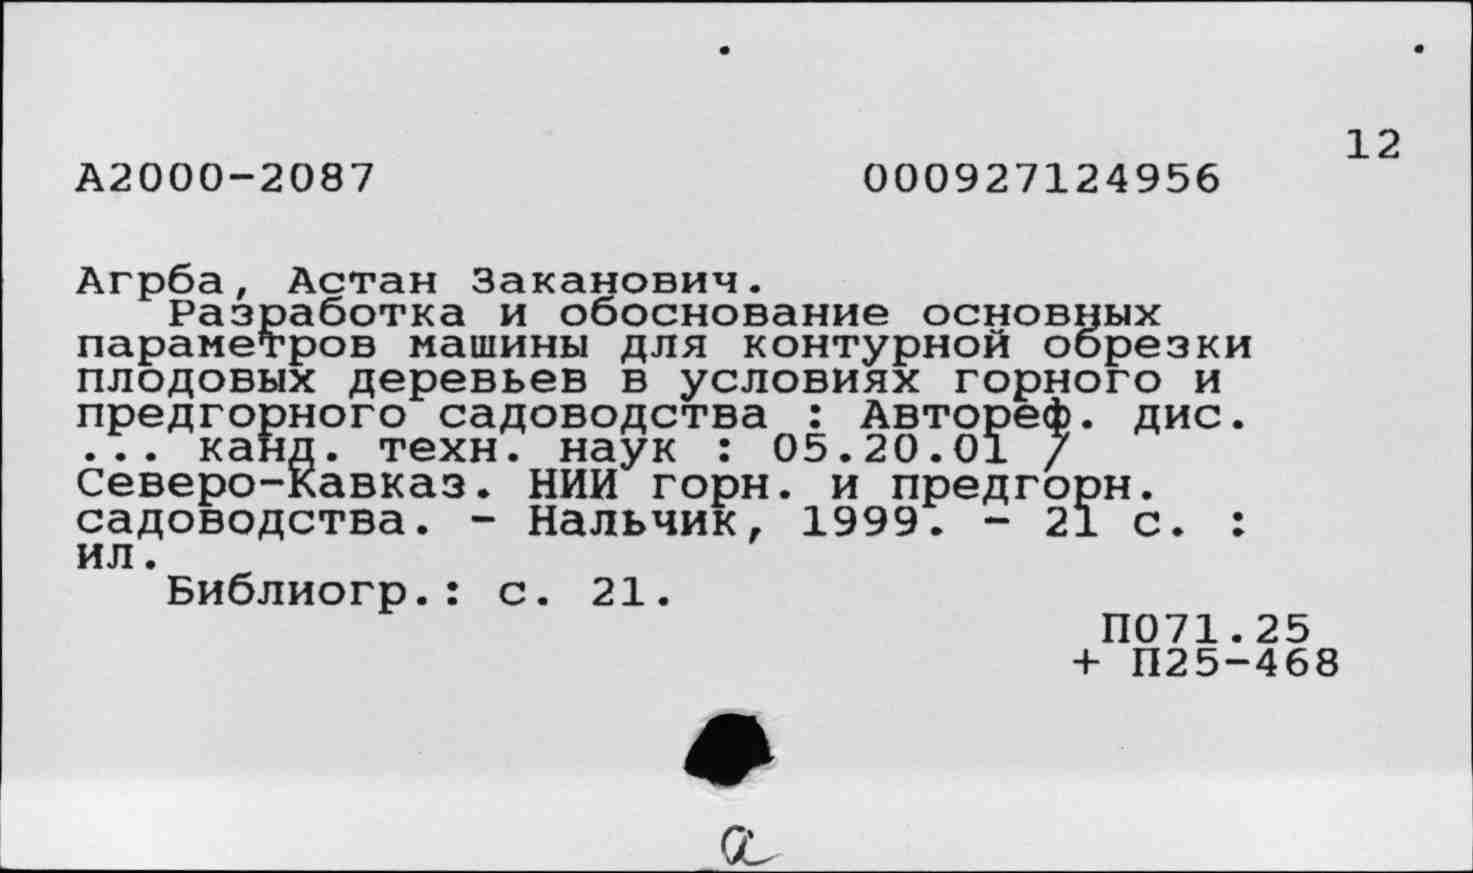 12
А2000-2087 000927124956
Агрба, Астан Заканович.
Разработка и обоснование основных
параметров машины для контурной обрезки
плодовых деревьев в условиях горного и
предгорного садоводства : Автореф. дис.
... канд. техн. наук : 05.20.01 /
Северо-Кавказ. НИИ горн. и предгорн.
садоводства. - Нальчик, 1999. - 21 с. :
ил.
Библиогр.: с. 21.
П071.25
+ П25-468
а